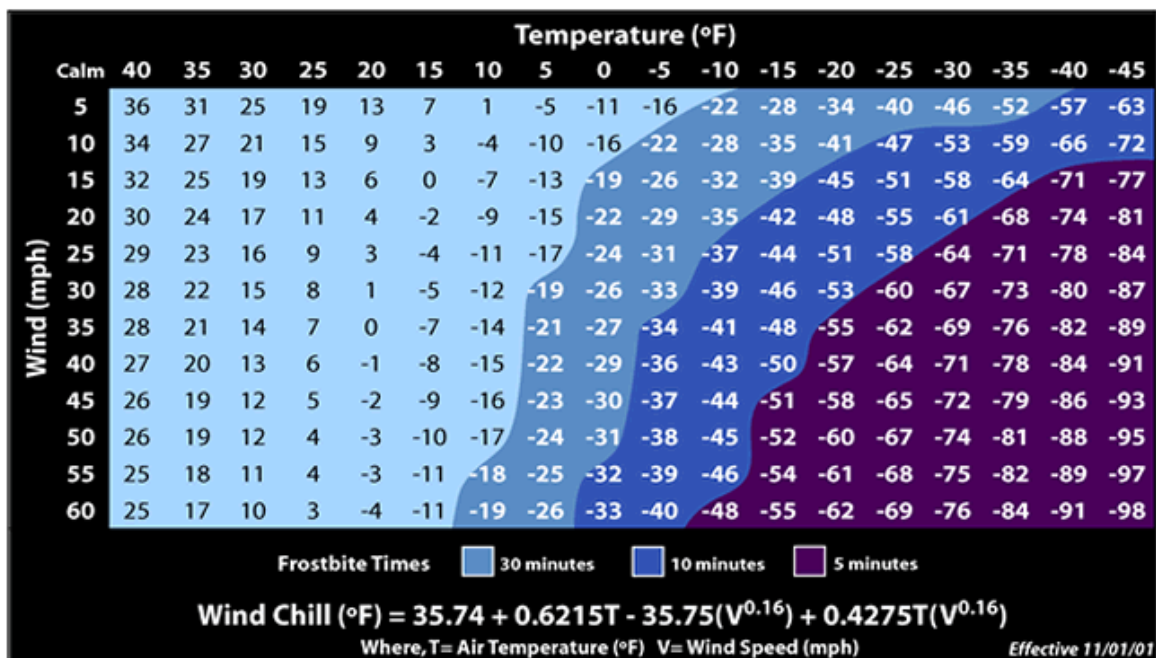 Temperature (ºF)
Calm 40 35 30 25 20 15 10 5 0 -5 -10 -15 -20 -25 -30 -35 -40 -45
Wind (mph)
5 36 31 25 19 13 7 1 -5 -11 -16 -22 -28 -34 -40 -46 -52 -57 -63
10 34 27 21 15 9 3 -4 -10 -16 -22 -28 -35 -41 -47 -53 -59 -66 -72
15 32 25 19 13 6 0 -7 -13 -19 -26 -32 -39 -45 -51 -58 -64 -71 -77
20 30 24 17 11 4 -2 -9 -15 -22 -29 -35 -42 -48 -55 -61 -68 -74 -81
25 29 23 16 9 3 -4 -11 -17 -24 -31 -37 -44 -51 -58 -64 -71 -78 -84
30 28 22 15 8 1 -5 -12 -19 -26 -33 -39 -46 -53 -60 -67 -73 -80 -87
35 28 21 14 7 0 -7 -14 -21 -27 -34 -41 -48 -55 -62 -69 -76 -82 -89
40 27 20 13 6 -1 -8 -15 -22 -29 -36 -43 -50 -57 -64 -71 -78 -84 -91
45 26 19 12 5 -2 -9 -16 -23 -30 -37 -44 -51 -58 -65 -72 -79 -86 -93
50 26 19 12 4 -3 -10 -17 -24 -31 -38 -45 -52 -60 -67 -74 -81 -88 -95
55 25 18 11 4 -3 -11 -18 -25 -32 -39 -46 -54 -61 -68 -75 -82 -89 -97
60 25 17 10 3 -4 -11 -19 -26 -33 -40 -48 -55 -62 -69 -76 -84 -91 -98
Frostbite Times 30 minutes 10 minutes 5 minutes
Wind Chill (ºF) = 35.74 + 0.6215T - 35.75(V^0.16) + 0.4275T(V^0.16)
Where, T= Air Temperature (ºF) V= Wind Speed (mph) Effective 11/01/01